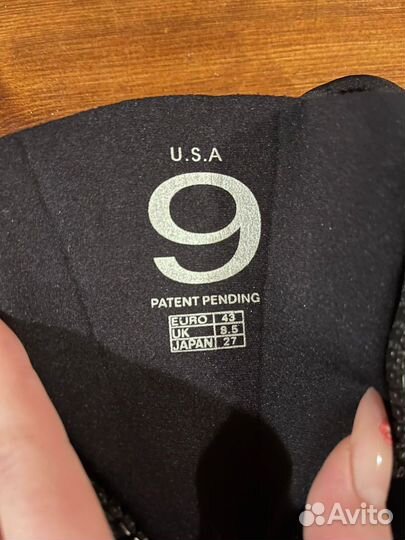 U.S.A
9
PATENT PENDING
EURO 43
UK 8.5
JAPAN 27
Avito